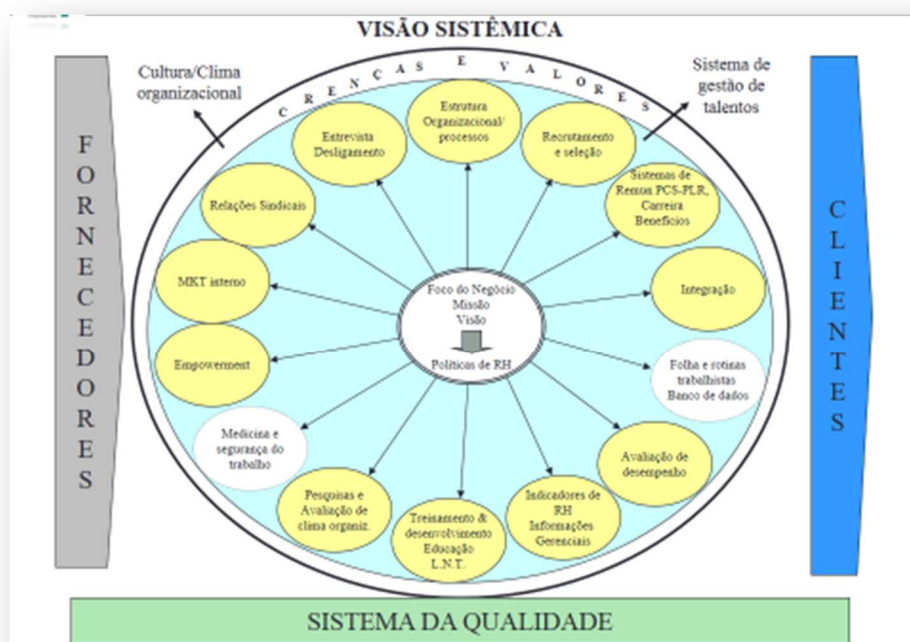 VISÃO SISTÊMICA
Cultura/Clima
organizacional
CRENÇAS E VALORES
Sistema de
gestão de
talentos
FORNECEDORES
CLIENTES
Estrutura
Organizacional/
processos
Recrutamento
e seleção
Sistemas de
Remun PCS-PLR,
Carreira
Benefícios
Integração
Folha e rotinas
trabalhistas
Banco de dados
Avaliação de
desempenho
Indicadores de
RH
Informações
Gerenciais
Treinamento &
desenvolvimento
Educação
L.N.T.
Pesquisas e
Avaliação de
clima organiz.
Medicina e
segurança do
trabalho
Empowerment
MKT interno
Relações Sindicais
Entrevista
Desligamento
Foco do Negócio
Missão
Visão
Políticas de RH
SISTEMA DA QUALIDADE